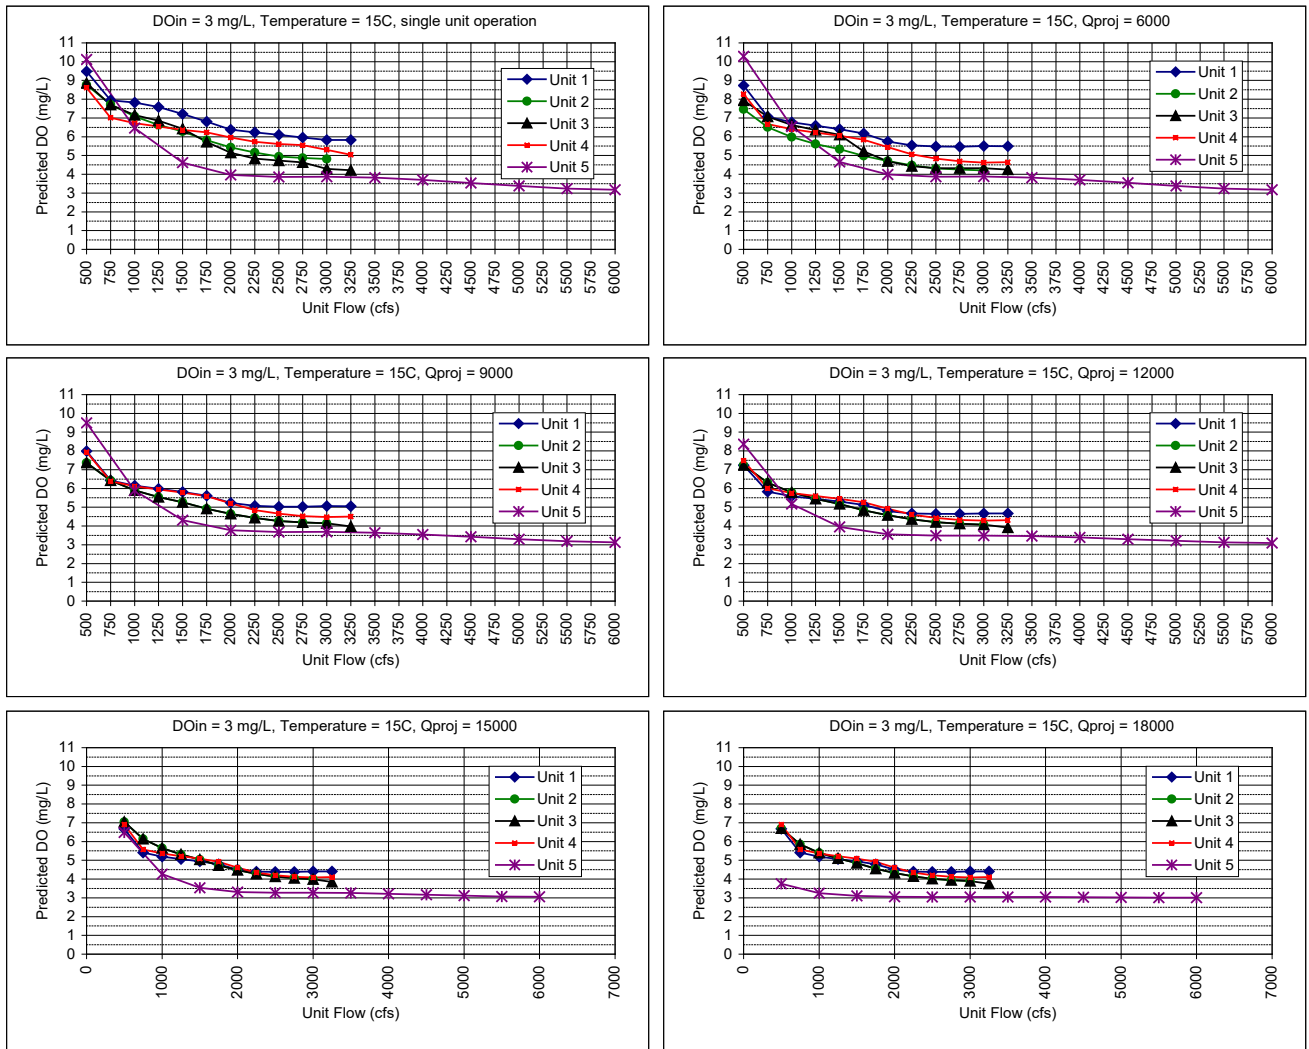 DOin = 3 mg/L, Temperature = 15C, single unit operation
Predicted DO (mg/L)
11
10
9
8
7
6
5
4
3
2
1
0
Unit 1
Unit 2
Unit 3
Unit 4
Unit 5
500 750 1000 1250 1500 1750 2000 2250 2500 2750 3000 3250 3500 3750 4000 4250 4500 4750 5000 5250 5500 5750 6000
Unit Flow (cfs)
DOin = 3 mg/L, Temperature = 15C, Qproj = 6000
Predicted DO (mg/L)
11
10
9
8
7
6
5
4
3
2
1
0
Unit 1
Unit 2
Unit 3
Unit 4
Unit 5
500 750 1000 1250 1500 1750 2000 2250 2500 2750 3000 3250 3500 3750 4000 4250 4500 4750 5000 5250 5500 5750 6000
Unit Flow (cfs)
DOin = 3 mg/L, Temperature = 15C, Qproj = 9000
Predicted DO (mg/L)
11
10
9
8
7
6
5
4
3
2
1
0
Unit 1
Unit 2
Unit 3
Unit 4
Unit 5
500 750 1000 1250 1500 1750 2000 2250 2500 2750 3000 3250 3500 3750 4000 4250 4500 4750 5000 5250 5500 5750 6000
Unit Flow (cfs)
DOin = 3 mg/L, Temperature = 15C, Qproj = 12000
Predicted DO (mg/L)
11
10
9
8
7
6
5
4
3
2
1
0
Unit 1
Unit 2
Unit 3
Unit 4
Unit 5
500 750 1000 1250 1500 1750 2000 2250 2500 2750 3000 3250 3500 3750 4000 4250 4500 4750 5000 5250 5500 5750 6000
Unit Flow (cfs)
DOin = 3 mg/L, Temperature = 15C, Qproj = 15000
Predicted DO (mg/L)
11
10
9
8
7
6
5
4
3
2
1
0
Unit 1
Unit 2
Unit 3
Unit 4
Unit 5
0 1000 2000 3000 4000 5000 6000 7000
Unit Flow (cfs)
DOin = 3 mg/L, Temperature = 15C, Qproj = 18000
Predicted DO (mg/L)
11
10
9
8
7
6
5
4
3
2
1
0
Unit 1
Unit 2
Unit 3
Unit 4
Unit 5
0 1000 2000 3000 4000 5000 6000 7000
Unit Flow (cfs)